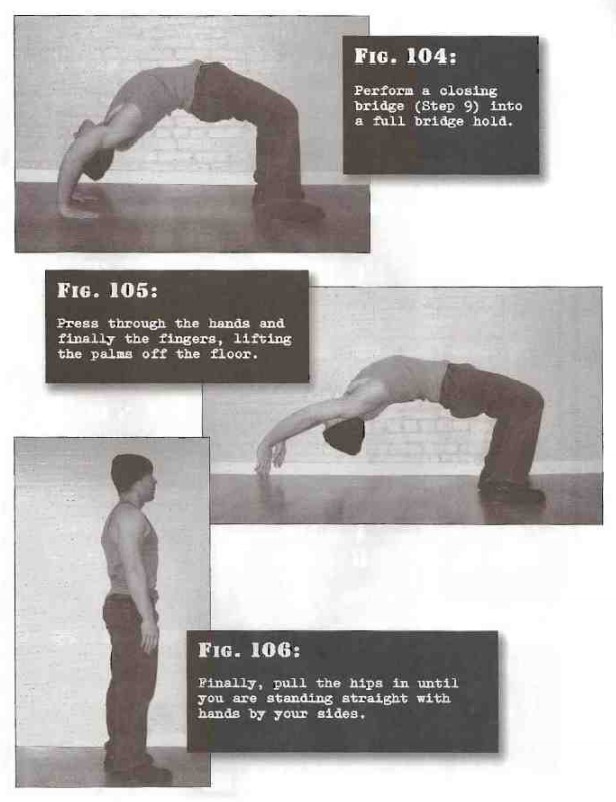 FIG. 104:
Perform a closing
bridge (Step 9) into
a full bridge hold.
FIG. 105:
Press through the hands and
finally the fingers, lifting
the palms off the floor.
FIG. 106:
Finally, pull the hips in until
you are standing straight with
hands by your sides.